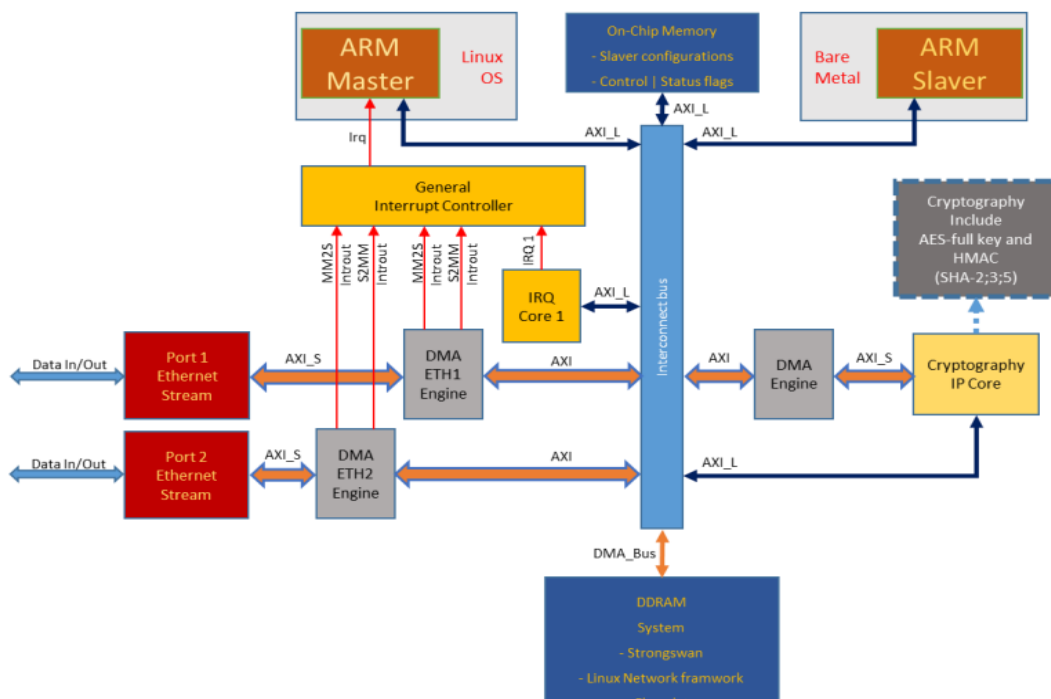 ARM
Master
Linux
OS
On-Chip Memory
- Slaver configurations
- Control | Status flags
Bare
Metal
ARM
Slaver
AXI_L
Irq
AXI_L
AXI_L
General
Interrupt Controller
Cryptography
Include
AES-full key and
HMAC
(SHA-2;3;5)
MM2S
Introut
S2MM
Introut
MM2S
Introut
S2MM
Introut
IRQ 1
IRQ
Core 1
AXI_L
Interconnect bus
Data In/Out
Port 1
Ethernet
Stream
AXI_S
DMA
ETH1
Engine
AXI
AXI
DMA
Engine
AXI_S
Cryptography
IP Core
Data In/Out
Port 2
Ethernet
Stream
AXI_S
DMA
ETH2
Engine
AXI
AXI_L
DMA_Bus
DDRAM
System
- Strongswan
- Linux Network framwork